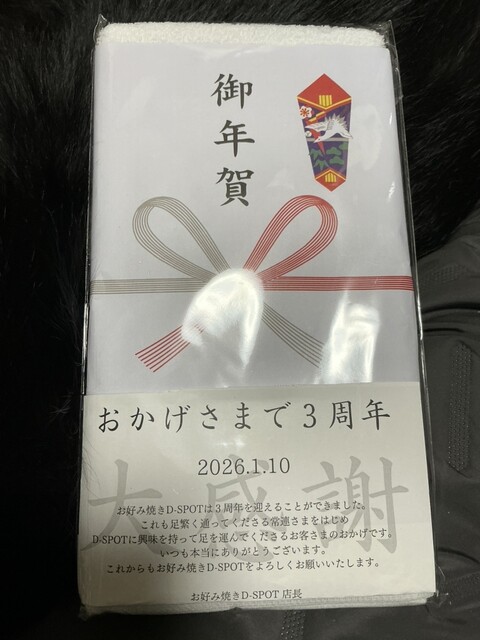 御年賀
おかげさまで3周年
2026.1.10
大感謝
お好み焼きD-SPOTは3周年を迎えることができました。
これも足繁く通ってくださる常連さまをはじめ
D-SPOTに興味を持って足を運んでくださるお客さまのおかげです。
いつも本当にありがとうございます。
これからもお好み焼きD-SPOTをよろしくお願いいたします。
お好み焼きD-SPOT 店長